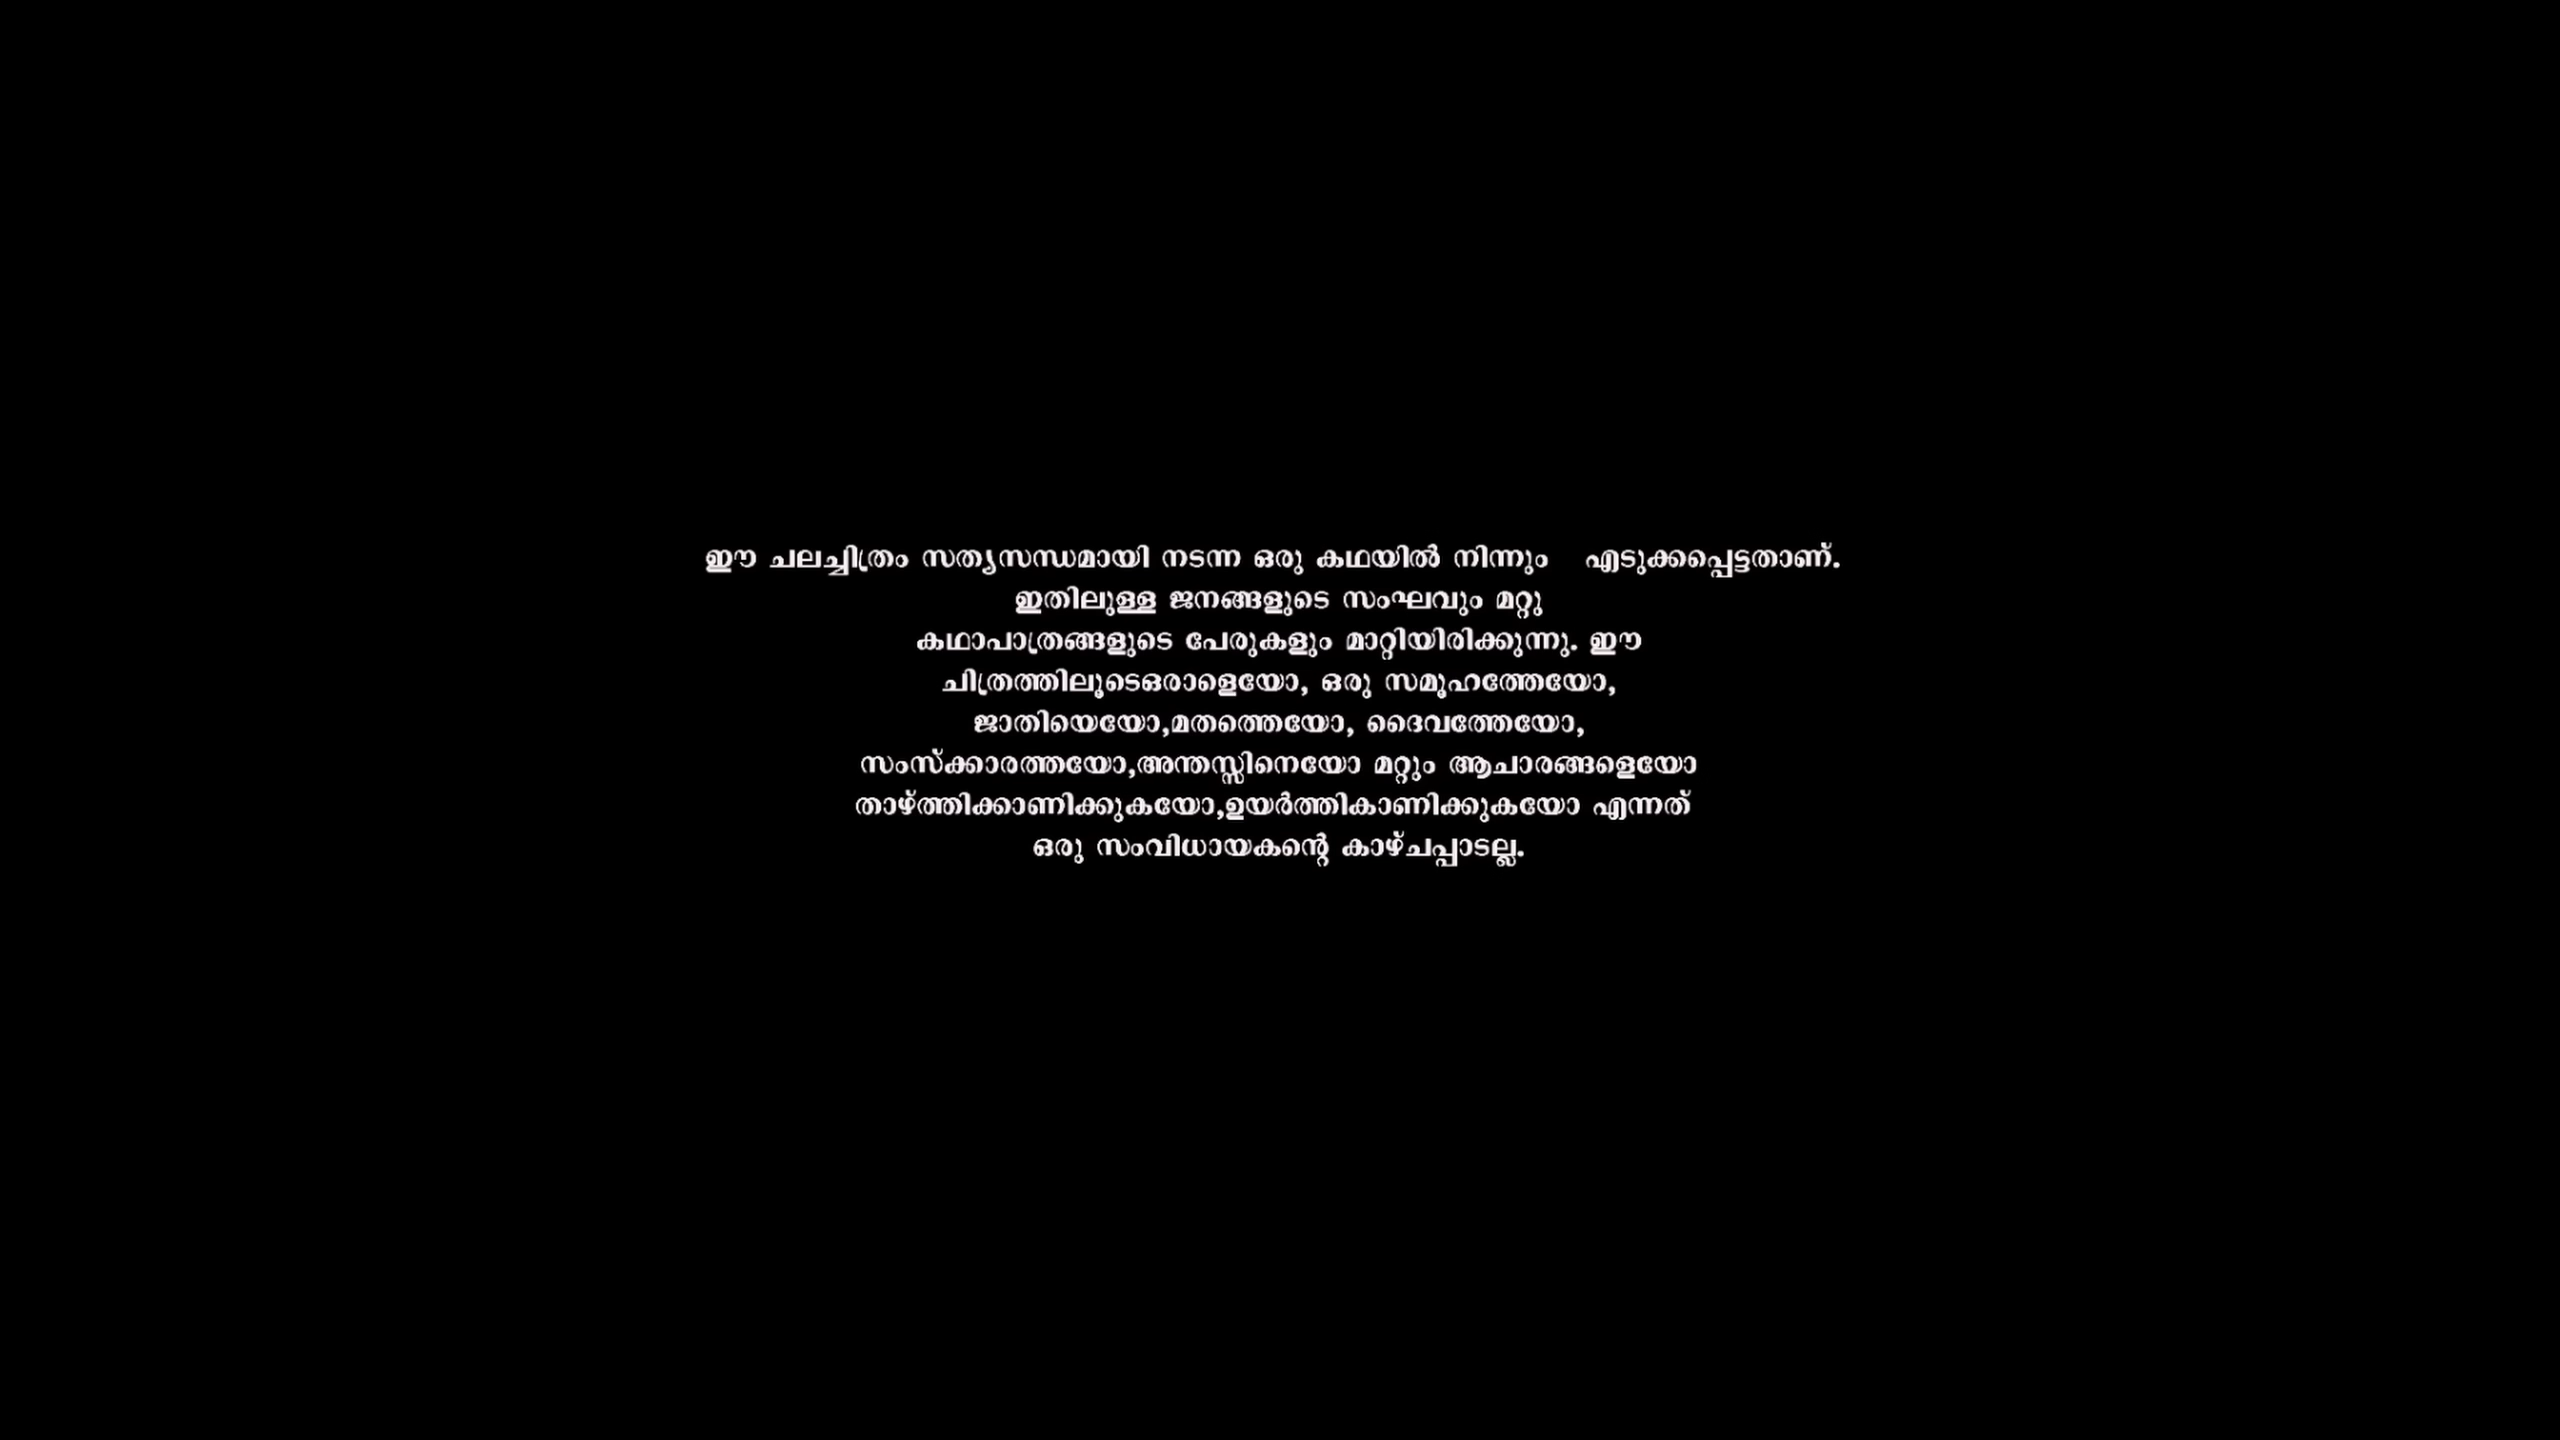 ഈ ചലച്ചിത്രം സത്യസന്ധമായി നടന്ന ഒരു കഥയിൽ നിന്നും എടുക്കപ്പെട്ടതാണ്.
ഇതിലുള്ള ജനങ്ങളുടെ സംഘവും മറ്റു
കഥാപാത്രങ്ങളുടെ പേരുകളും മാറ്റിയിരിക്കുന്നു. ഈ
ചിത്രത്തിലൂടെഒരാളെയോ, ഒരു സമൂഹത്തേയോ,
ജാതിയെയോ,മതത്തെയോ, ദൈവത്തേയോ,
സംസ്ക്കാരത്തയോ,അന്തസ്സിനെയോ മറ്റും ആചാരങ്ങളെയോ
താഴ്ത്തിക്കാണിക്കുകയോ,ഉയർത്തികാണിക്കുകയോ എന്നത്
ഒരു സംവിധായകന്റെ കാഴ്ചപ്പാടല്ല.